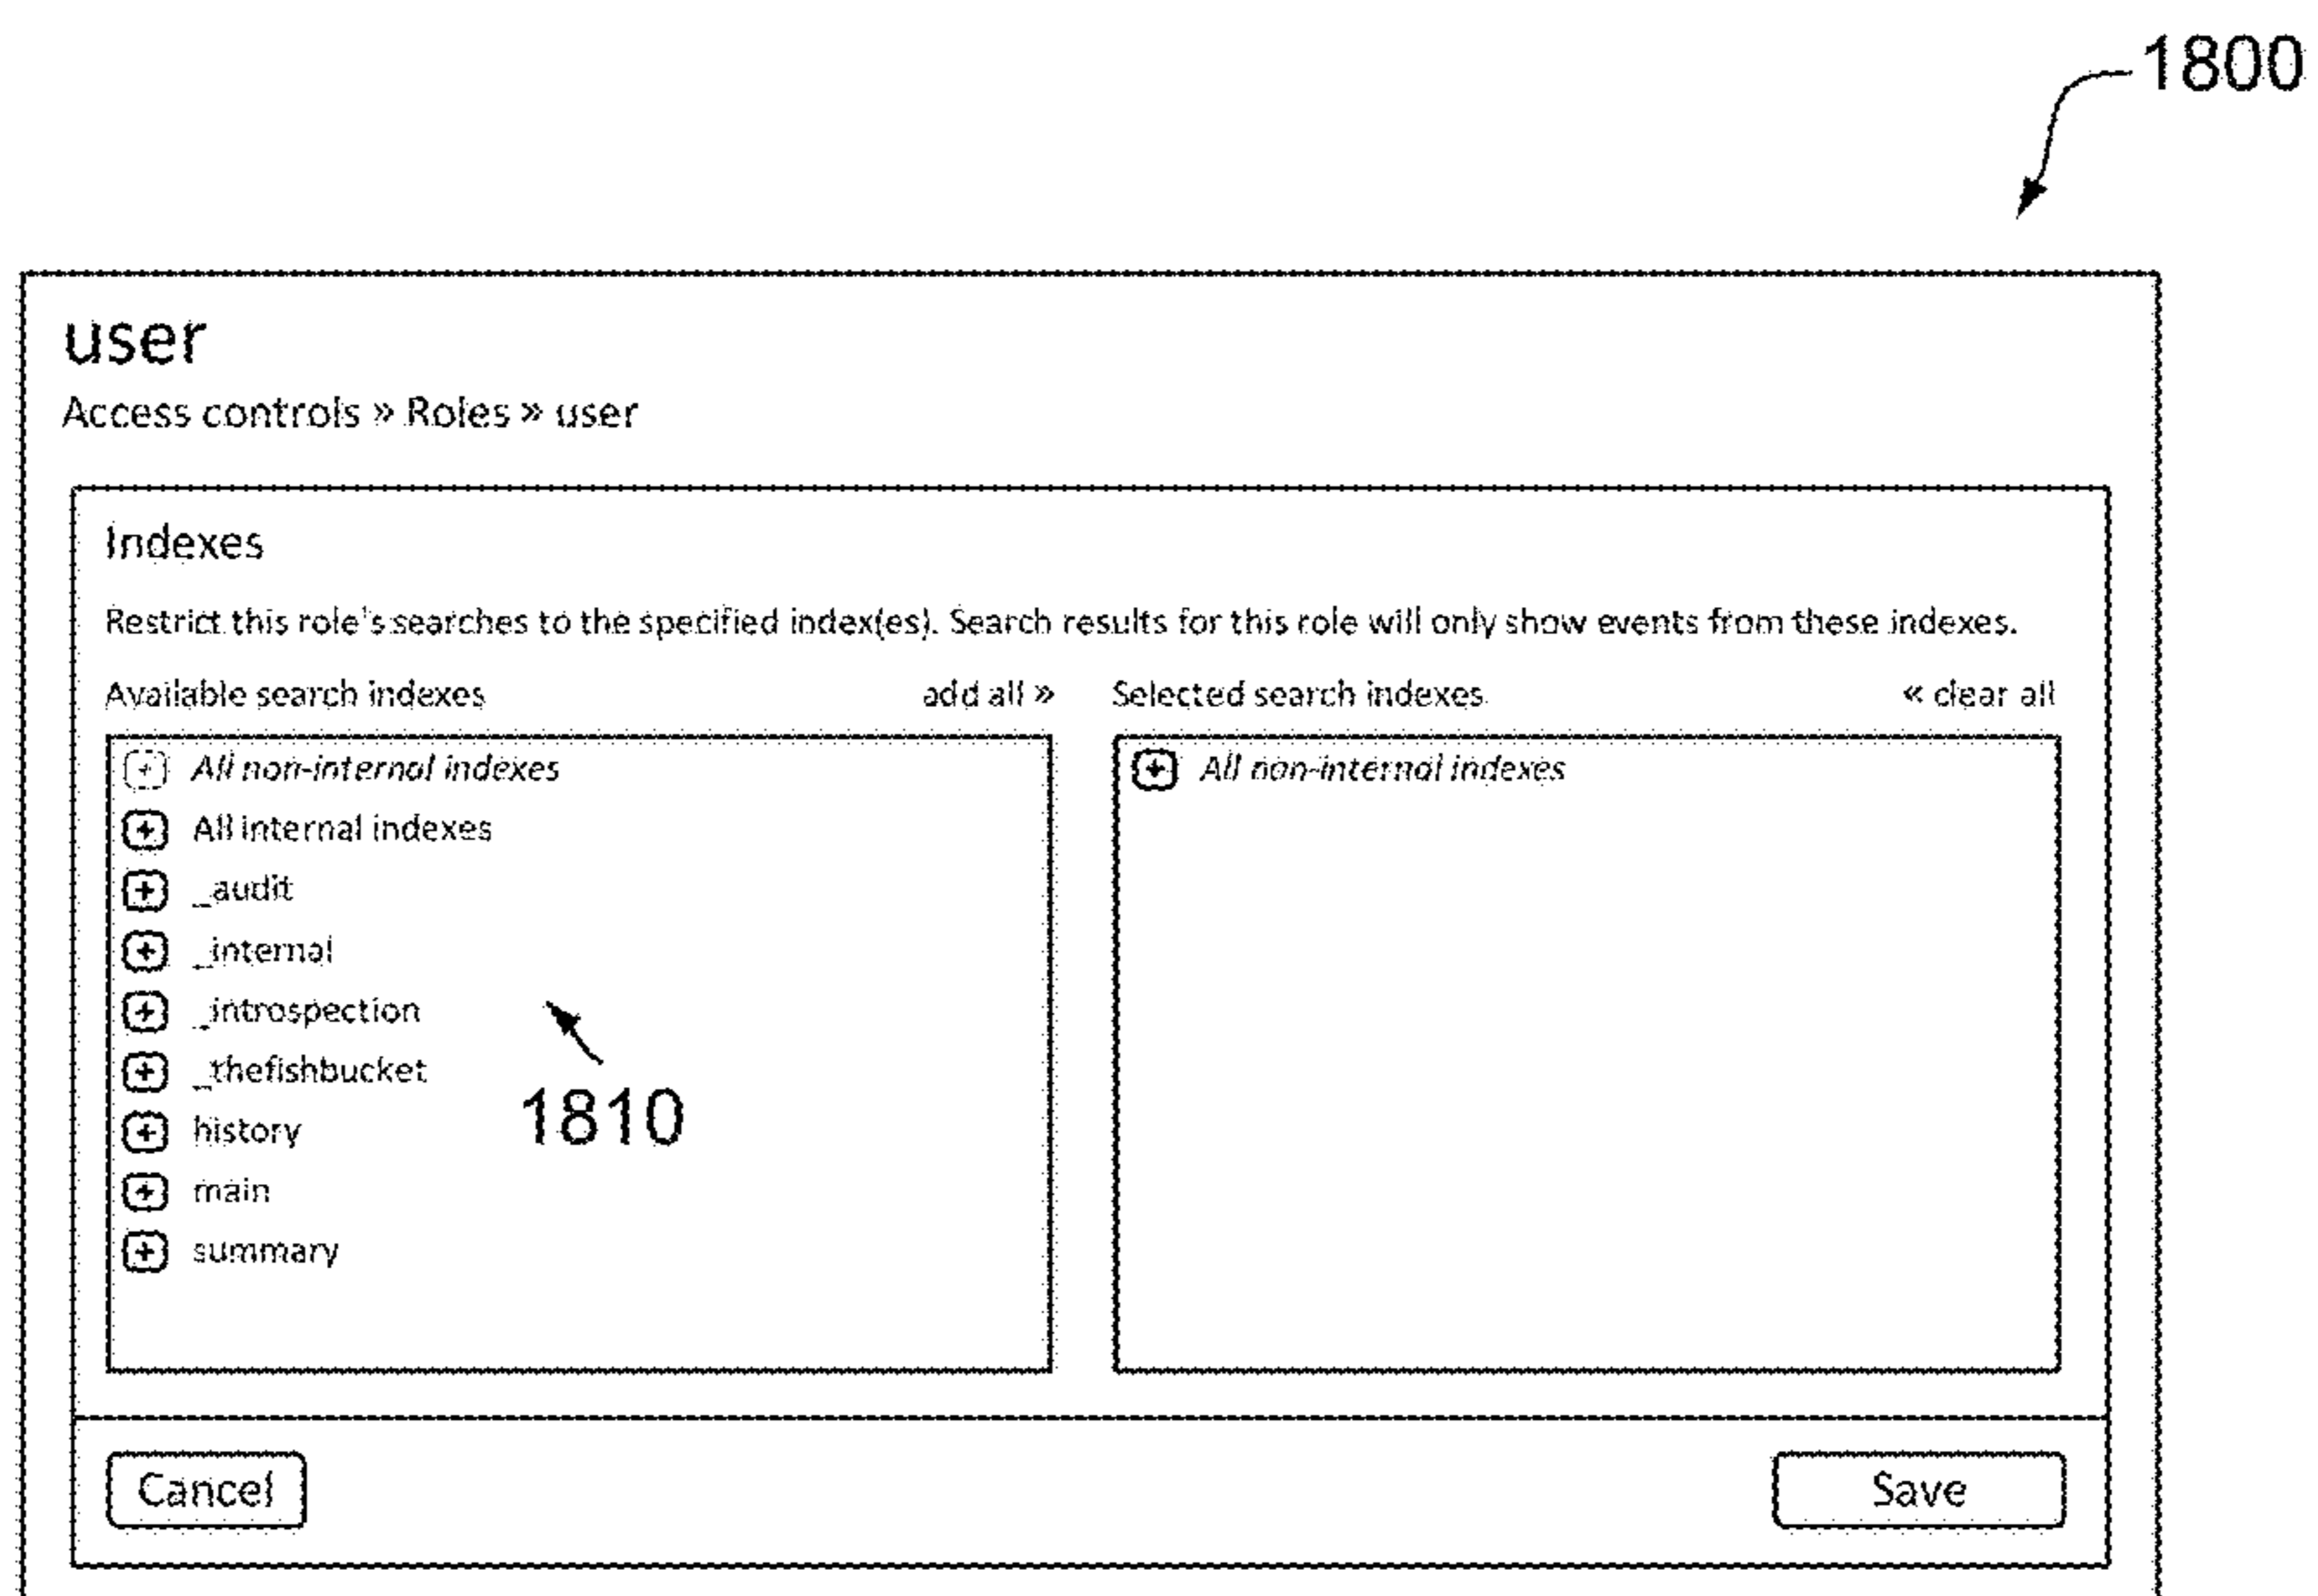 1800
user
Access controls » Roles » user
Indexes
Restrict this role's searches to the specified index(es). Search results for this role will only show events from these indexes.
Available search indexes add all » Selected search indexes « clear all
All non-internal indexes All non-internal indexes
All internal indexes
_audit
_internal
_introspection
_thefishbucket
1810
history
main
summary
Cancel Save